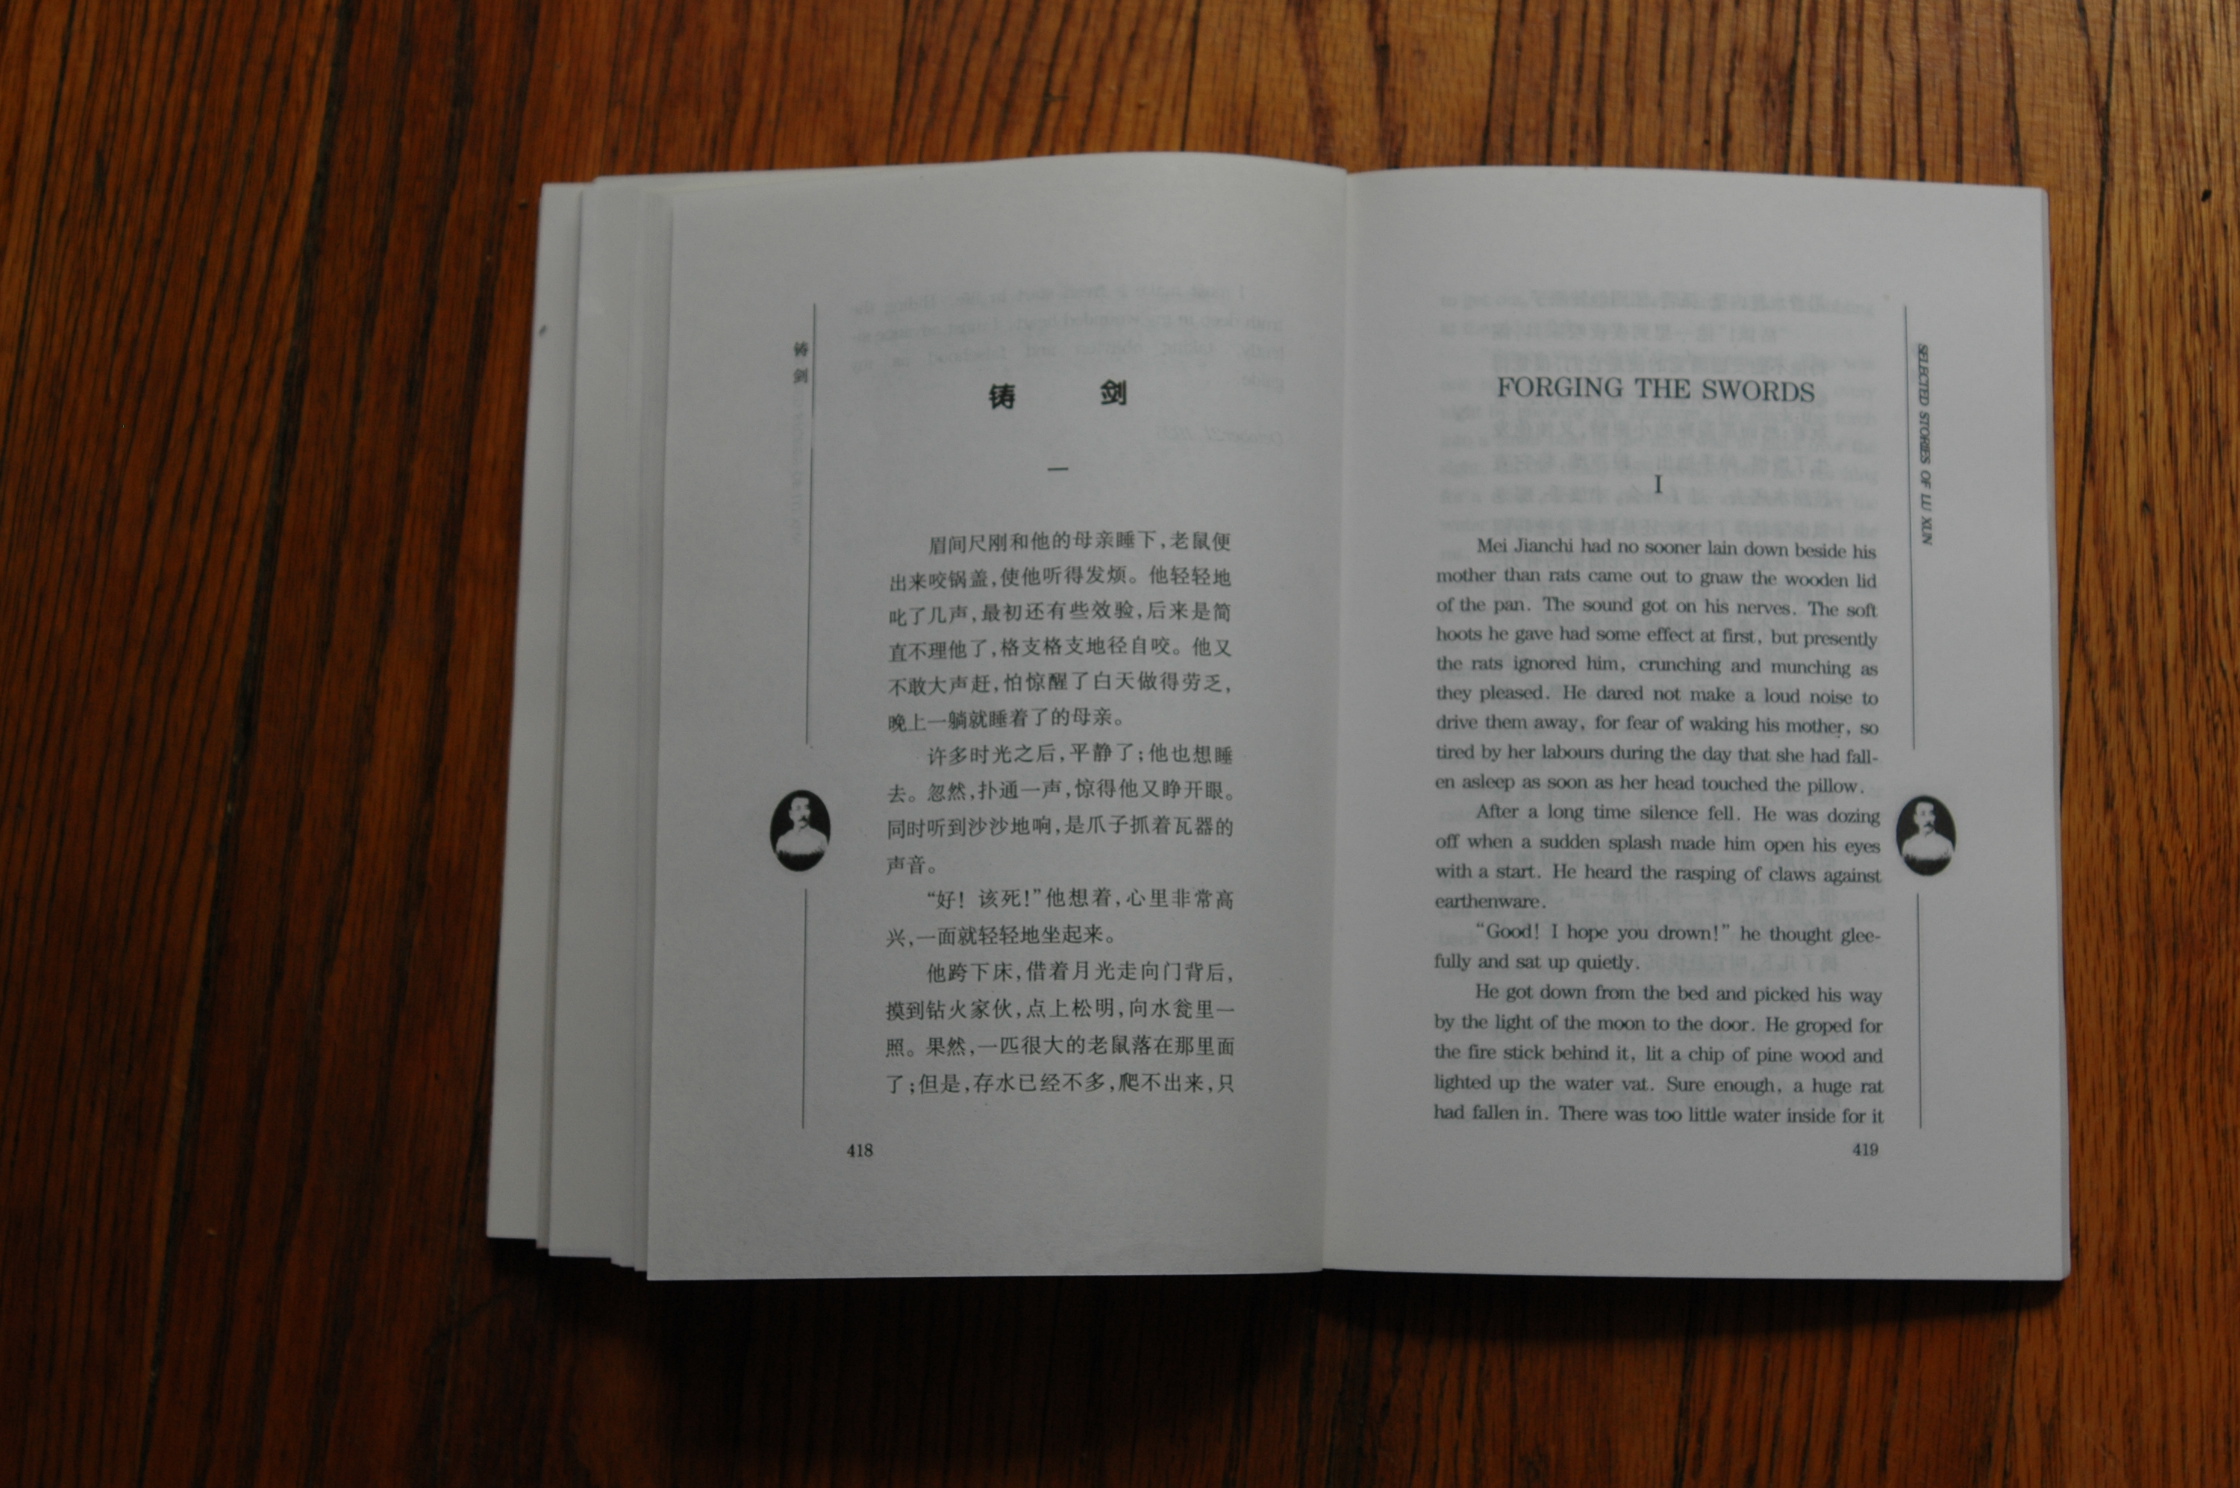 铸剑
铸 剑
一
眉间尺刚和他的母亲睡下，老鼠便
出来咬锅盖，使他听得发烦。他轻轻地
叱了几声，最初还有些效验，后来是简
直不理他了，格支格支地径自咬。他又
不敢大声赶，怕惊醒了白天做得劳乏，
晚上一躺就睡着了的母亲。
许多时光之后，平静了；他也想睡
去。忽然，扑通一声，惊得他又睁开眼。
同时听到沙沙地响，是爪子抓着瓦器的
声音。
“好！该死！”他想着，心里非常高
兴，一面就轻轻地坐起来。
他跨下床，借着月光走向门背后，
摸到钻火家伙，点上松明，向水瓮里一
照。果然，一匹很大的老鼠落在那里面
了；但是，存水已经不多，爬不出来，只
418
SELECTED STORIES OF LU XUN
FORGING THE SWORDS
I
Mei Jianchi had no sooner lain down beside his
mother than rats came out to gnaw the wooden lid
of the pan. The sound got on his nerves. The soft
hoots he gave had some effect at first, but presently
the rats ignored him, crunching and munching as
they pleased. He dared not make a loud noise to
drive them away, for fear of waking his mother, so
tired by her labours during the day that she had fall-
en asleep as soon as her head touched the pillow.
After a long time silence fell. He was dozing
off when a sudden splash made him open his eyes
with a start. He heard the rasping of claws against
earthenware.
“Good! I hope you drown!” he thought glee-
fully and sat up quietly.
He got down from the bed and picked his way
by the light of the moon to the door. He groped for
the fire stick behind it, lit a chip of pine wood and
lighted up the water vat. Sure enough, a huge rat
had fallen in. There was too little water inside for it
419